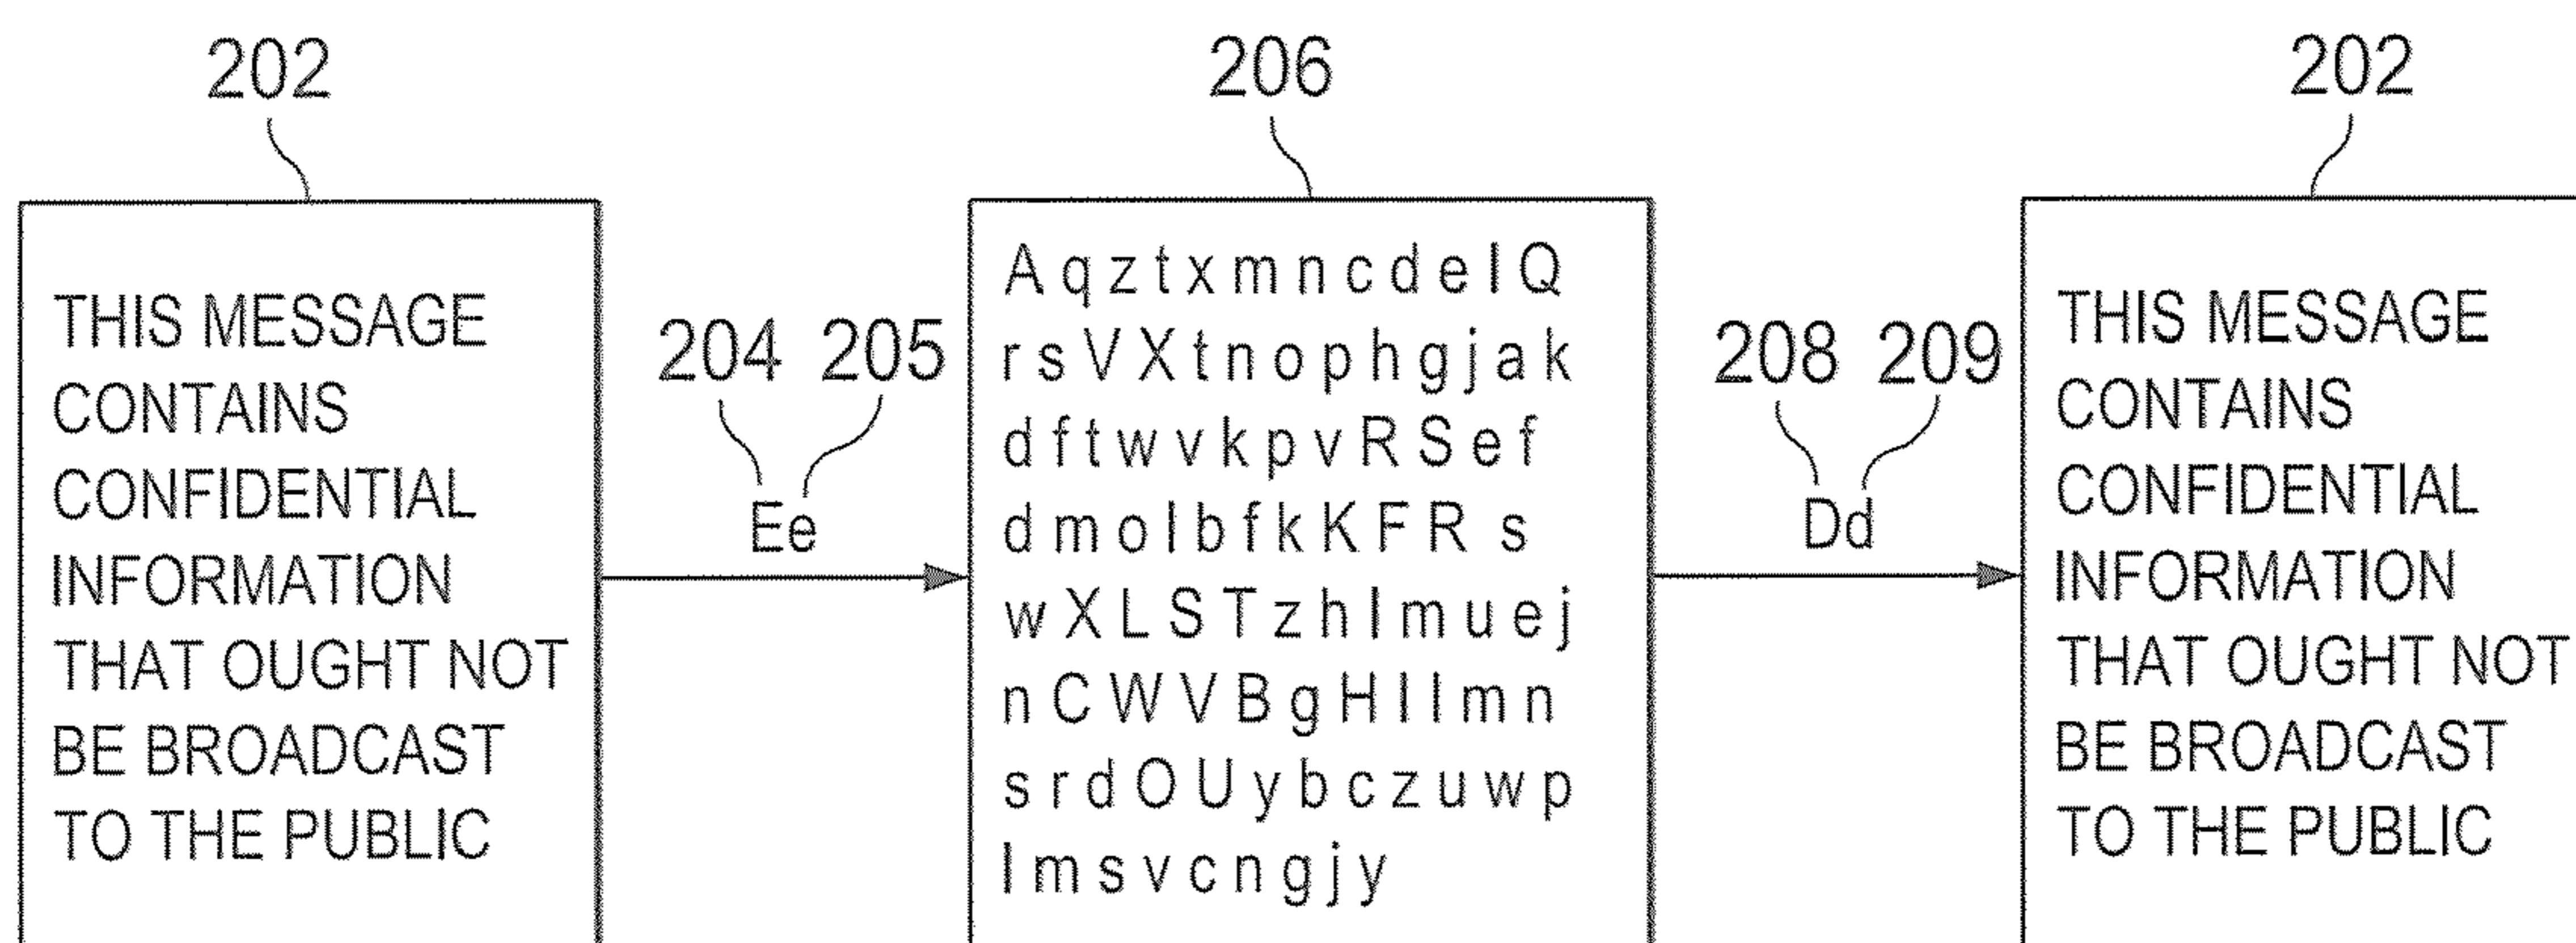 202
THIS MESSAGE
CONTAINS
CONFIDENTIAL
INFORMATION
THAT OUGHT NOT
BE BROADCAST
TO THE PUBLIC
204 205
Ee
206
A q z t x m n c d e l Q
r s V X t n o p h g j a k
d f t w v k p v R S e f
d m o l b f k K F R s
w X L S T z h l m u e j
n C W V B g H I l m n
s r d O U y b c z u w p
l m s v c n g j y
208 209
Dd
202
THIS MESSAGE
CONTAINS
CONFIDENTIAL
INFORMATION
THAT OUGHT NOT
BE BROADCAST
TO THE PUBLIC